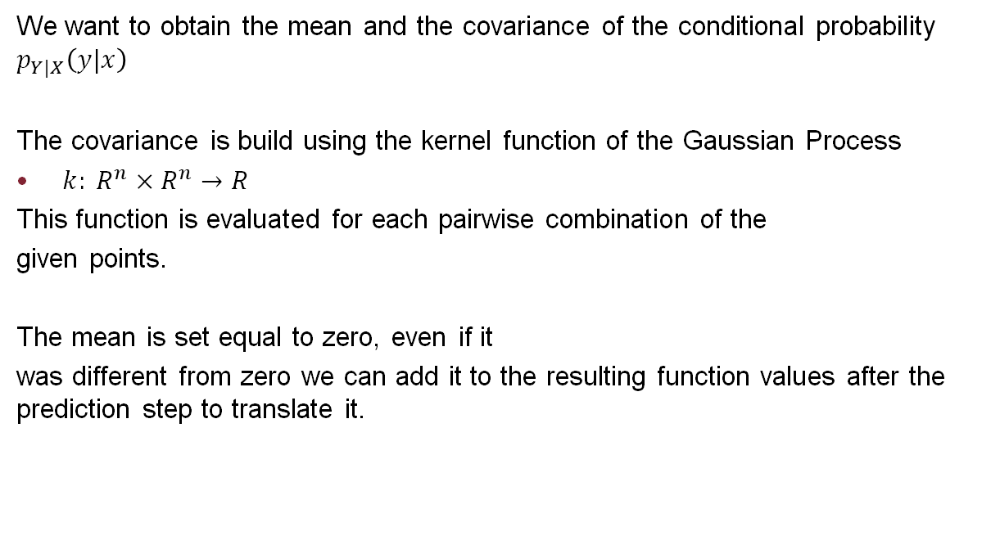 We want to obtain the mean and the covariance of the conditional probability
p_{Y|X}(y|x)
The covariance is build using the kernel function of the Gaussian Process
• k: Rⁿ × Rⁿ → R
This function is evaluated for each pairwise combination of the
given points.
The mean is set equal to zero, even if it
was different from zero we can add it to the resulting function values after the
prediction step to translate it.